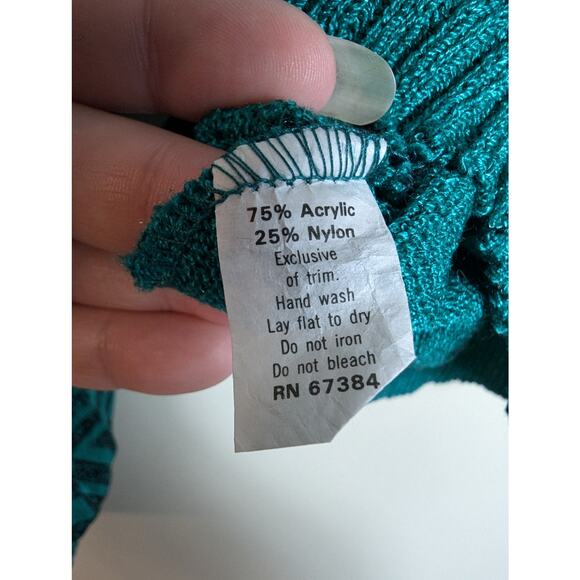 75% Acrylic
25% Nylon
Exclusive
of trim.
Hand wash
Lay flat to dry
Do not iron
Do not bleach
RN 67384